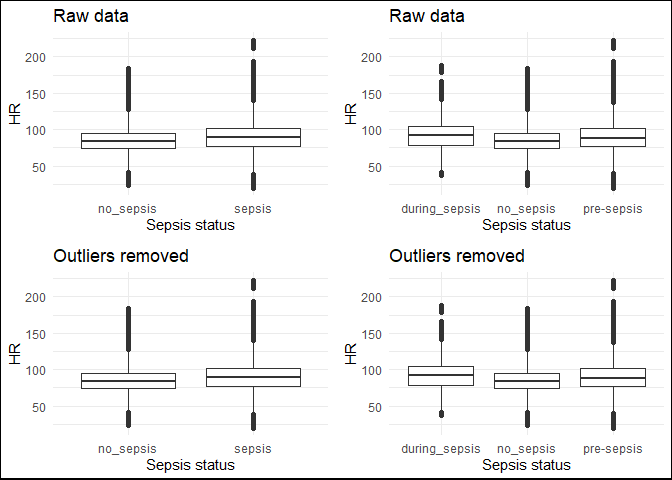 Raw data
HR
200
150
100
50
no_sepsis
sepsis
Sepsis status
Raw data
HR
200
150
100
50
during_sepsis
no_sepsis
pre-sepsis
Sepsis status
Outliers removed
HR
200
150
100
50
no_sepsis
sepsis
Sepsis status
Outliers removed
HR
200
150
100
50
during_sepsis
no_sepsis
pre-sepsis
Sepsis status